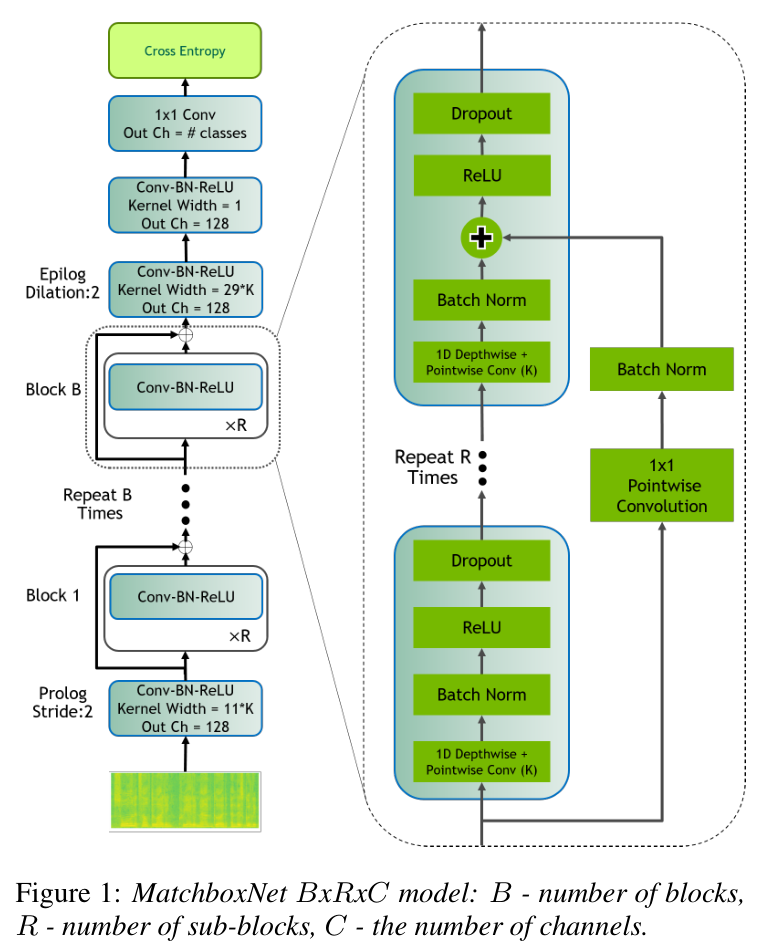 Cross Entropy
1x1 Conv
Out Ch = # classes
Conv-BN-ReLU
Kernel Width = 1
Out Ch = 128
Epilog
Dilation:2
Conv-BN-ReLU
Kernel Width = 29*K
Out Ch = 128
Block B
Conv-BN-ReLU
×R
Repeat B
Times
Block 1
Conv-BN-ReLU
×R
Prolog
Stride:2
Conv-BN-ReLU
Kernel Width = 11*K
Out Ch = 128
Dropout
ReLU
+
Batch Norm
1D Depthwise +
Pointwise Conv (K)
Repeat R
Times
Batch Norm
1x1
Pointwise
Convolution
Dropout
ReLU
Batch Norm
1D Depthwise +
Pointwise Conv (K)
Figure 1: MatchboxNet BxRxC model: B - number of blocks,
R - number of sub-blocks, C - the number of channels.